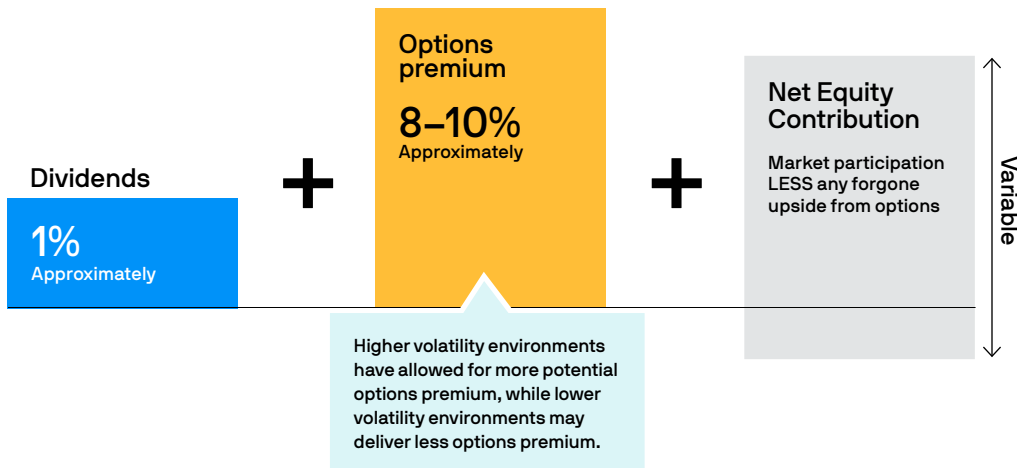 Dividends
1%
Approximately
+
Options
premium
8–10%
Approximately
+
Net Equity
Contribution
Market participation
LESS any forgone
upside from options
Variable
Higher volatility environments
have allowed for more potential
options premium, while lower
volatility environments may
deliver less options premium.